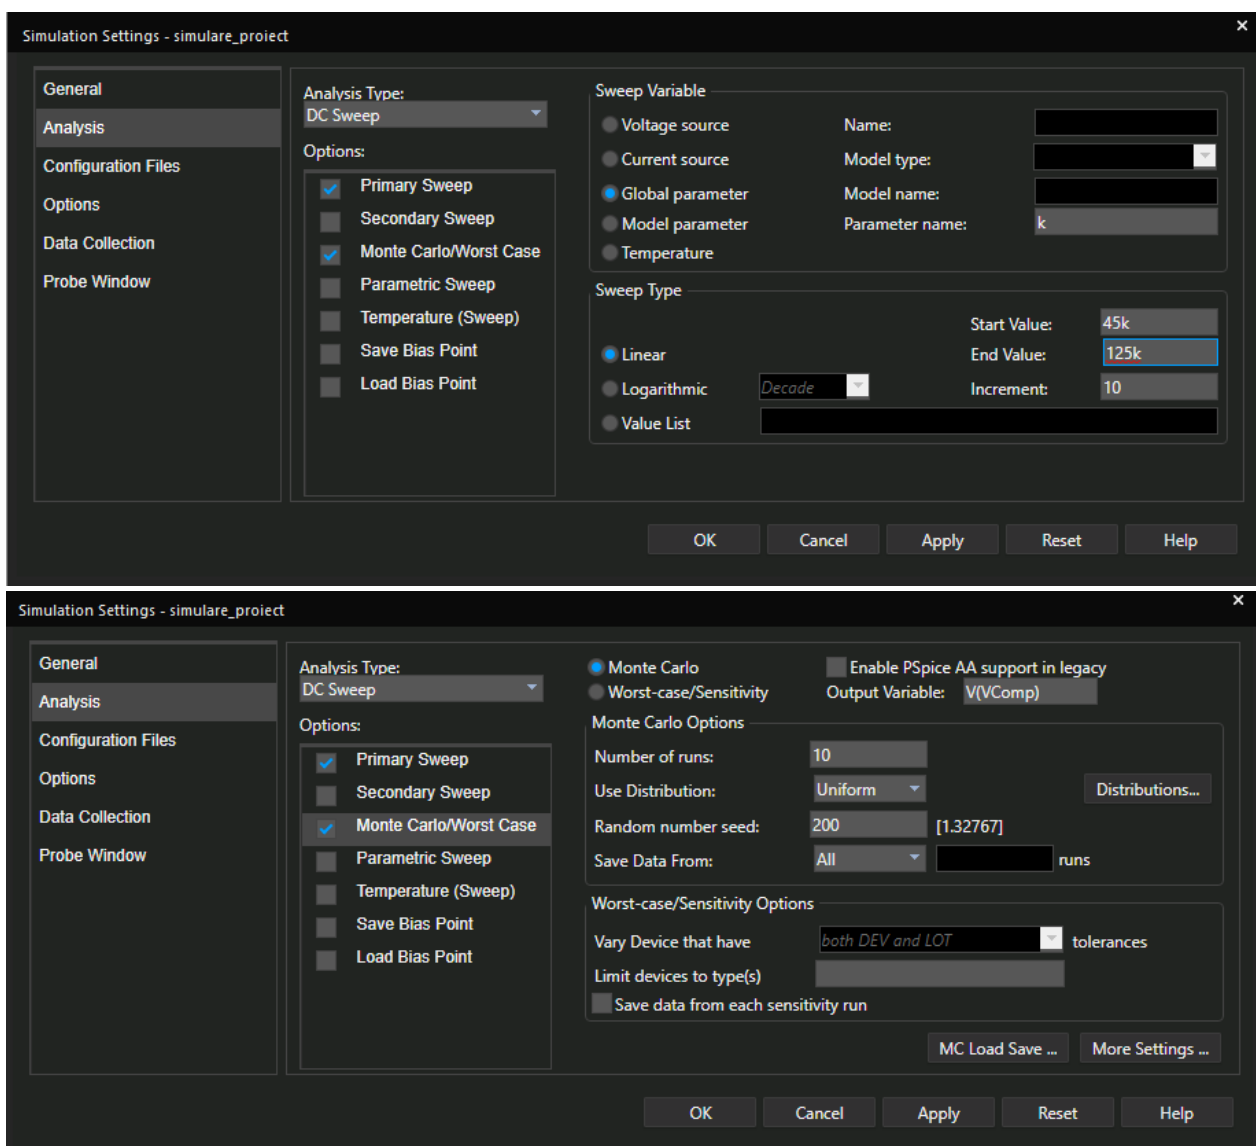 Simulation Settings - simulare_proiect ×
General
Analysis
Configuration Files
Options
Data Collection
Probe Window
Analysis Type:
DC Sweep
Options:
Primary Sweep
Secondary Sweep
Monte Carlo/Worst Case
Parametric Sweep
Temperature (Sweep)
Save Bias Point
Load Bias Point
Sweep Variable
Voltage source Name:
Current source Model type:
Global parameter Model name:
Model parameter Parameter name: k
Temperature
Sweep Type
Start Value: 45k
Linear End Value: 125k
Logarithmic Decade Increment: 10
Value List
OK Cancel Apply Reset Help
Simulation Settings - simulare_proiect ×
General
Analysis
Configuration Files
Options
Data Collection
Probe Window
Analysis Type:
DC Sweep
Options:
Primary Sweep
Secondary Sweep
Monte Carlo/Worst Case
Parametric Sweep
Temperature (Sweep)
Save Bias Point
Load Bias Point
Monte Carlo Enable PSpice AA support in legacy
Worst-case/Sensitivity Output Variable: V(VComp)
Monte Carlo Options
Number of runs: 10
Use Distribution: Uniform Distributions...
Random number seed: 200 [1.32767]
Save Data From: All runs
Worst-case/Sensitivity Options
Vary Device that have both DEV and LOT tolerances
Limit devices to type(s)
Save data from each sensitivity run
MC Load Save ... More Settings ...
OK Cancel Apply Reset Help